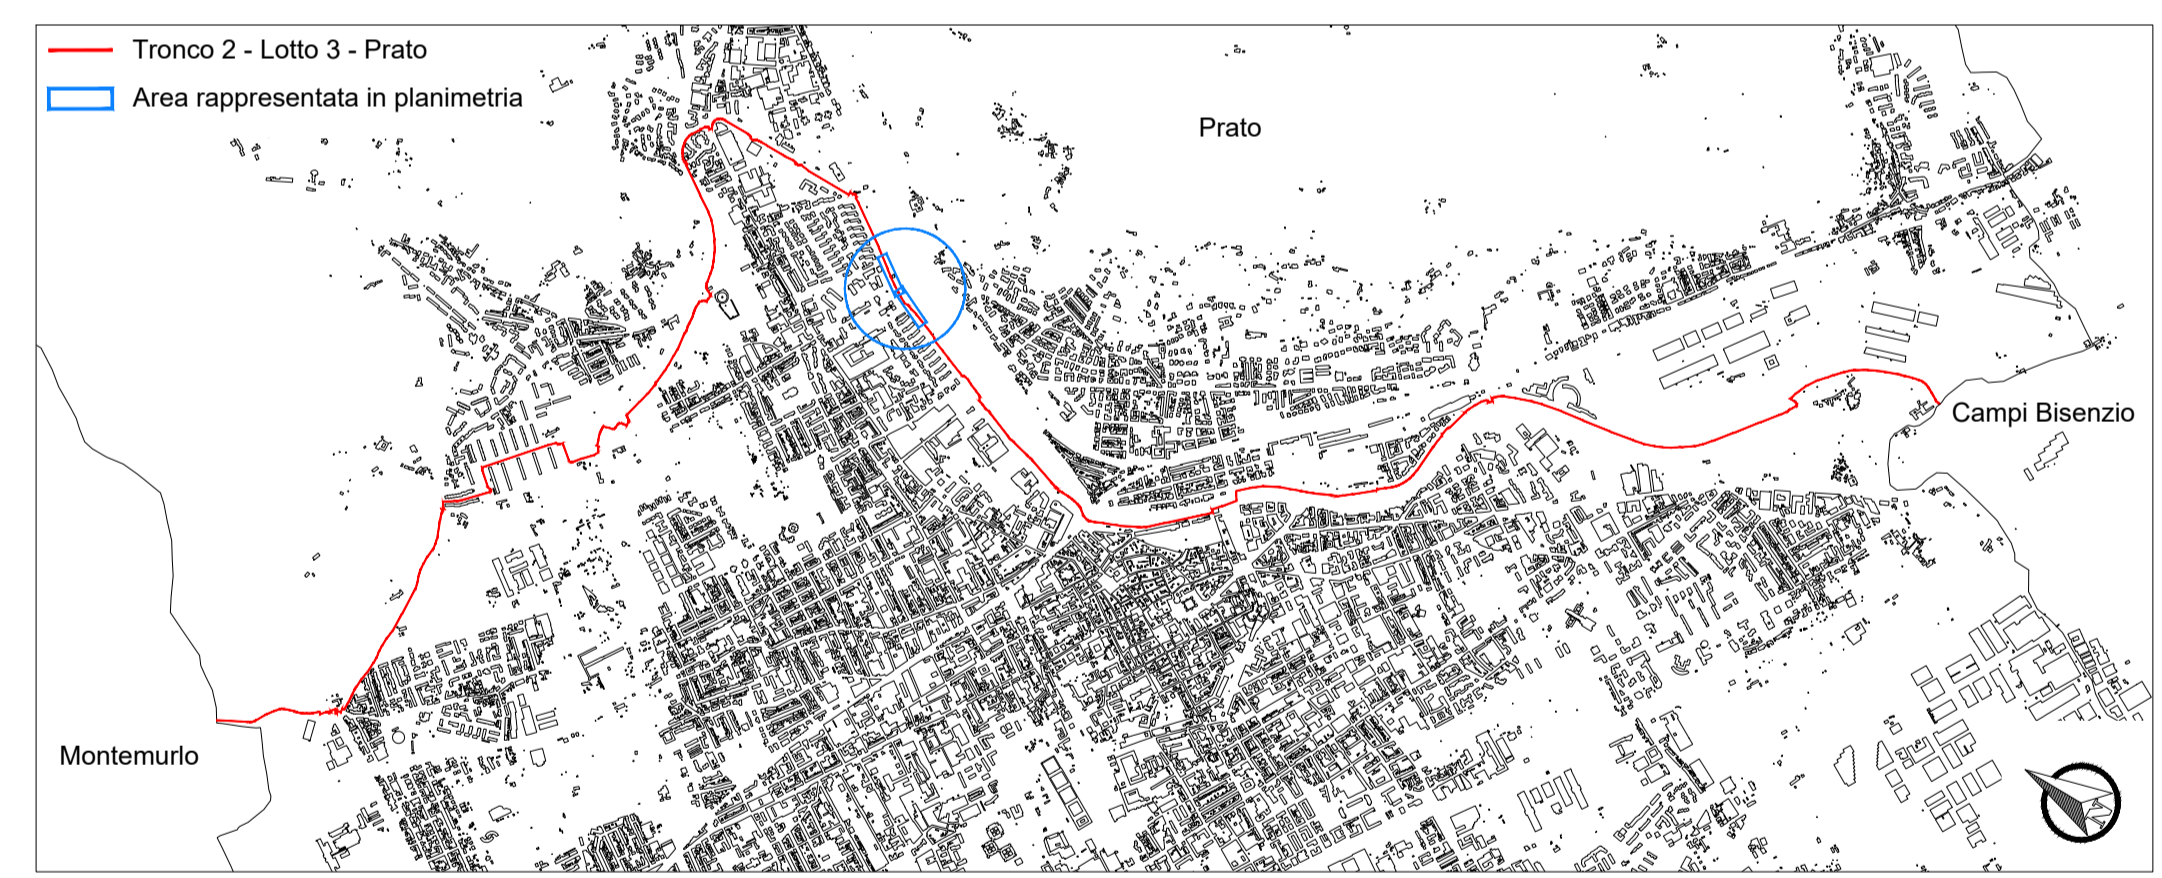 Tronco 2 - Lotto 3 - Prato
Area rappresentata in planimetria
Prato
Campi Bisenzio
Montemurlo
N